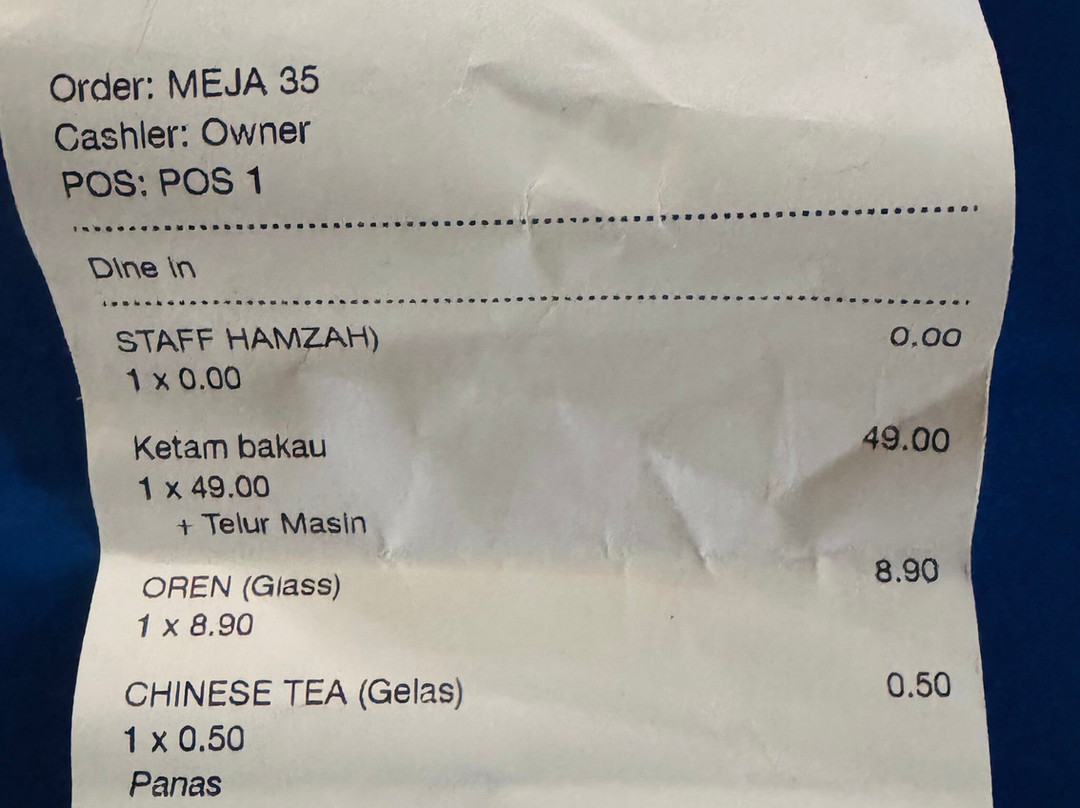 Order: MEJA 35
Cashier: Owner
POS: POS 1
Dine in
STAFF HAMZAH) 0.00
1 x 0.00
Ketam bakau 49.00
1 x 49.00
+ Telur Masin
OREN (Glass) 8.90
1 x 8.90
CHINESE TEA (Gelas) 0.50
1 x 0.50
Panas